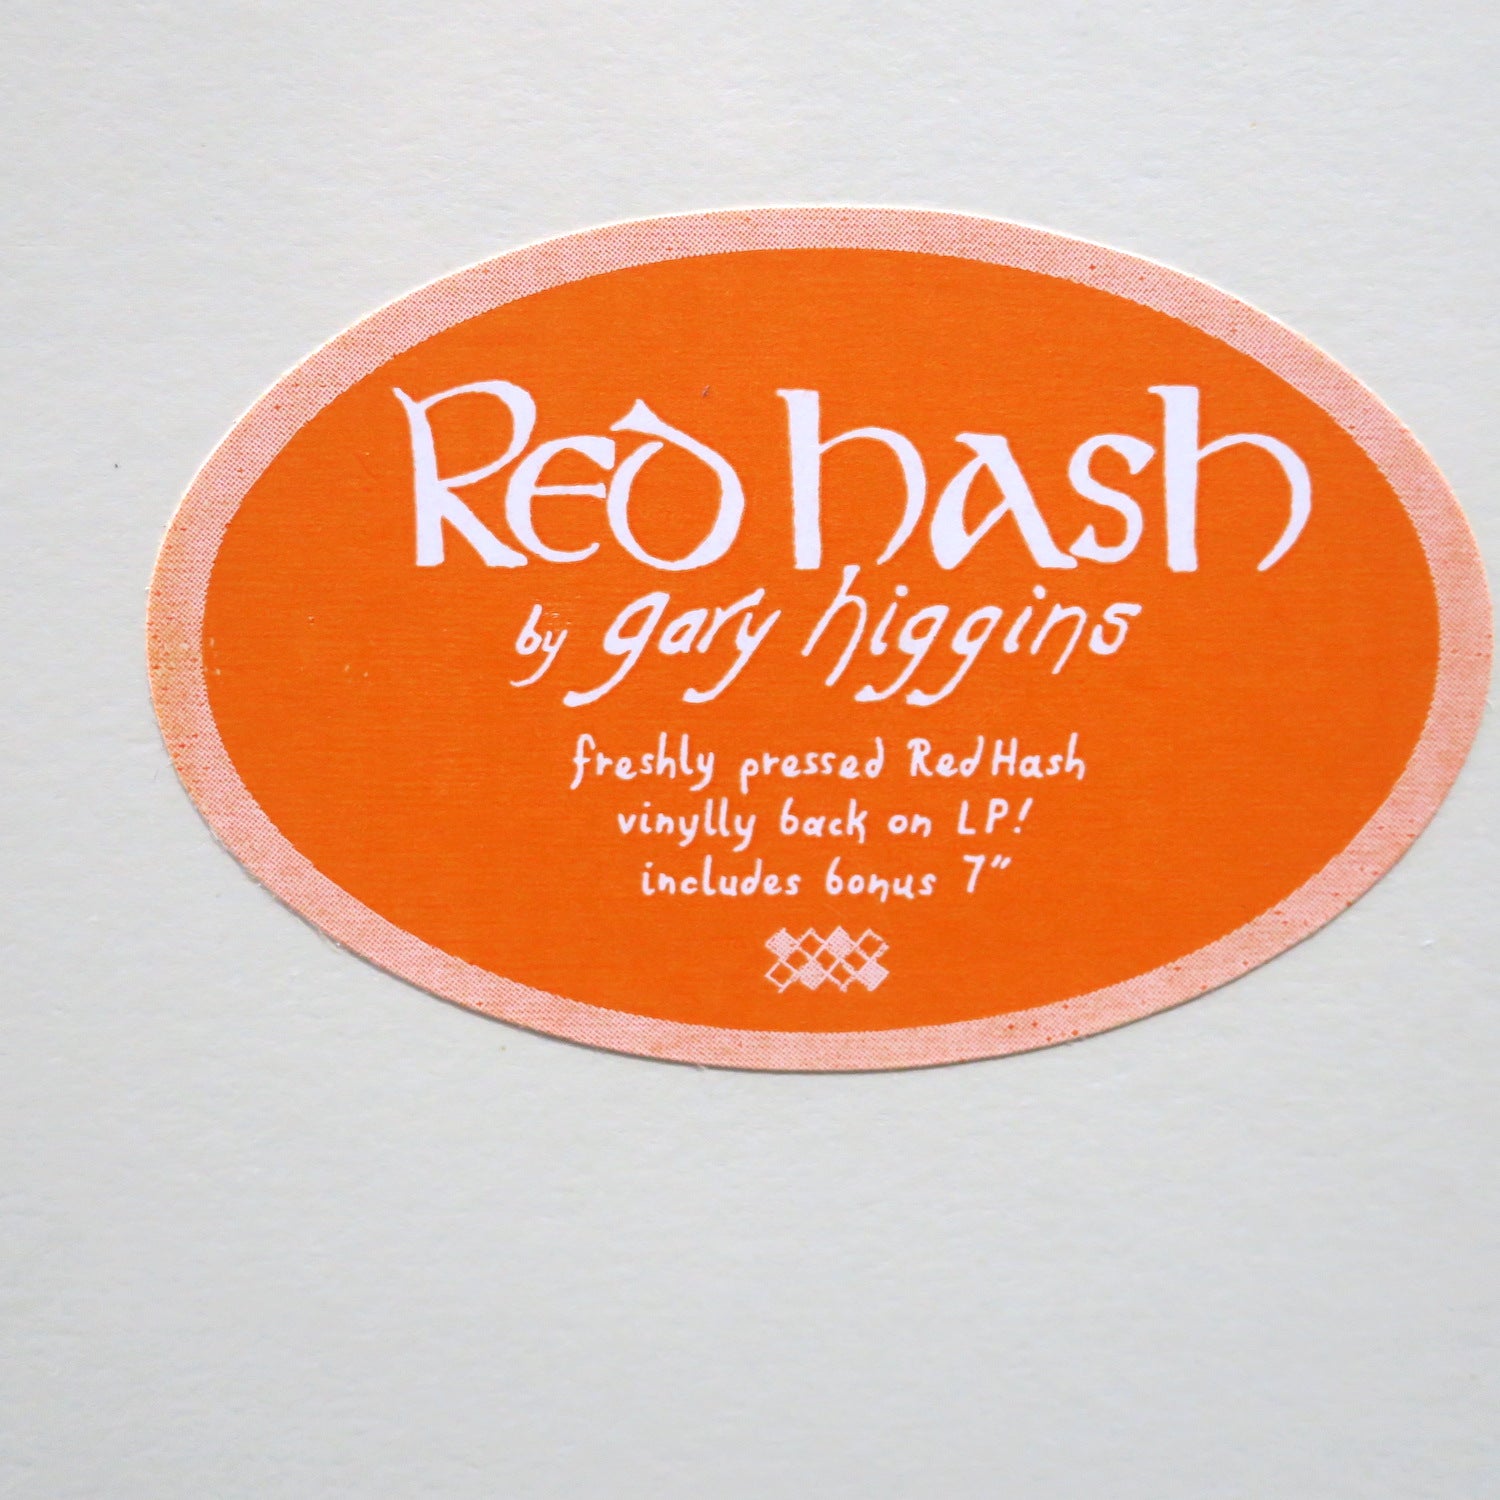 Red hash
by gary higgins
freshly pressed Red Hash
vinylly back on LP!
includes bonus 7"